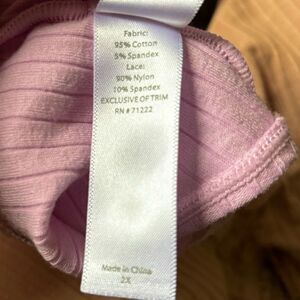 Fabric:
95% Cotton
5% Spandex
Lace:
90% Nylon
10% Spandex
EXCLUSIVE OF TRIM
RN # 71222
Made in China
2X